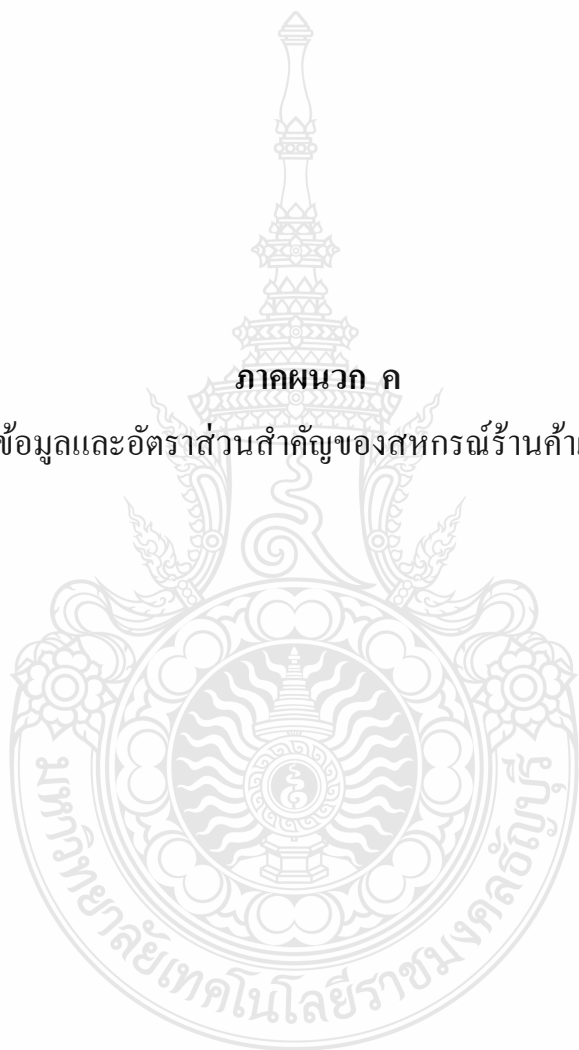 ภาคผนวก ค
ข้อมูลและอัตราส่วนสำคัญของสหกรณ์ร้านค้า
มหาวิทยาลัยเทคโนโลยีราชมงคลธัญบุรี